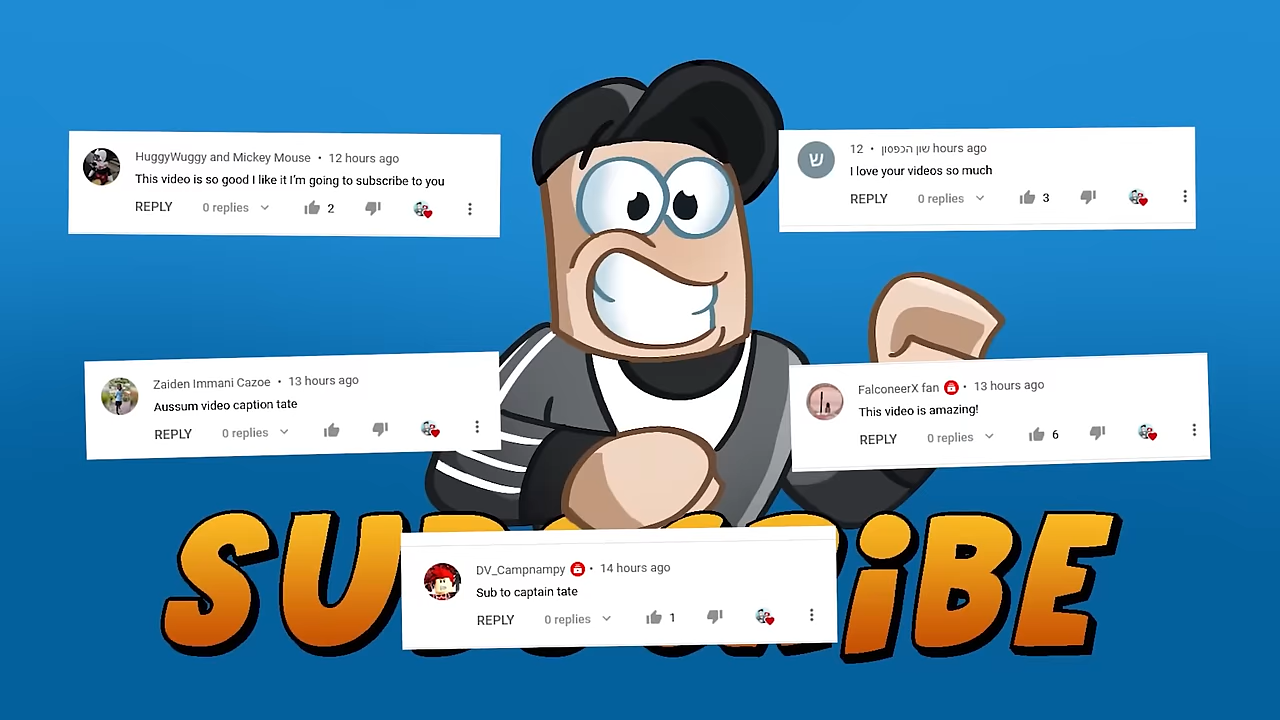 HuggyWuggy and Mickey Mouse • 12 hours ago
This video is so good I like it I'm going to subscribe to you
REPLY 0 replies 2
ש
12 • שון הכפסון hours ago
I love your videos so much
REPLY 0 replies 3
Zaiden Immani Cazoe • 13 hours ago
Aussum video caption tate
REPLY 0 replies
FalconeerX fan • 13 hours ago
This video is amazing!
REPLY 0 replies 6
DV_Campnampy • 14 hours ago
Sub to captain tate
REPLY 0 replies 1
SUBSCRIBE